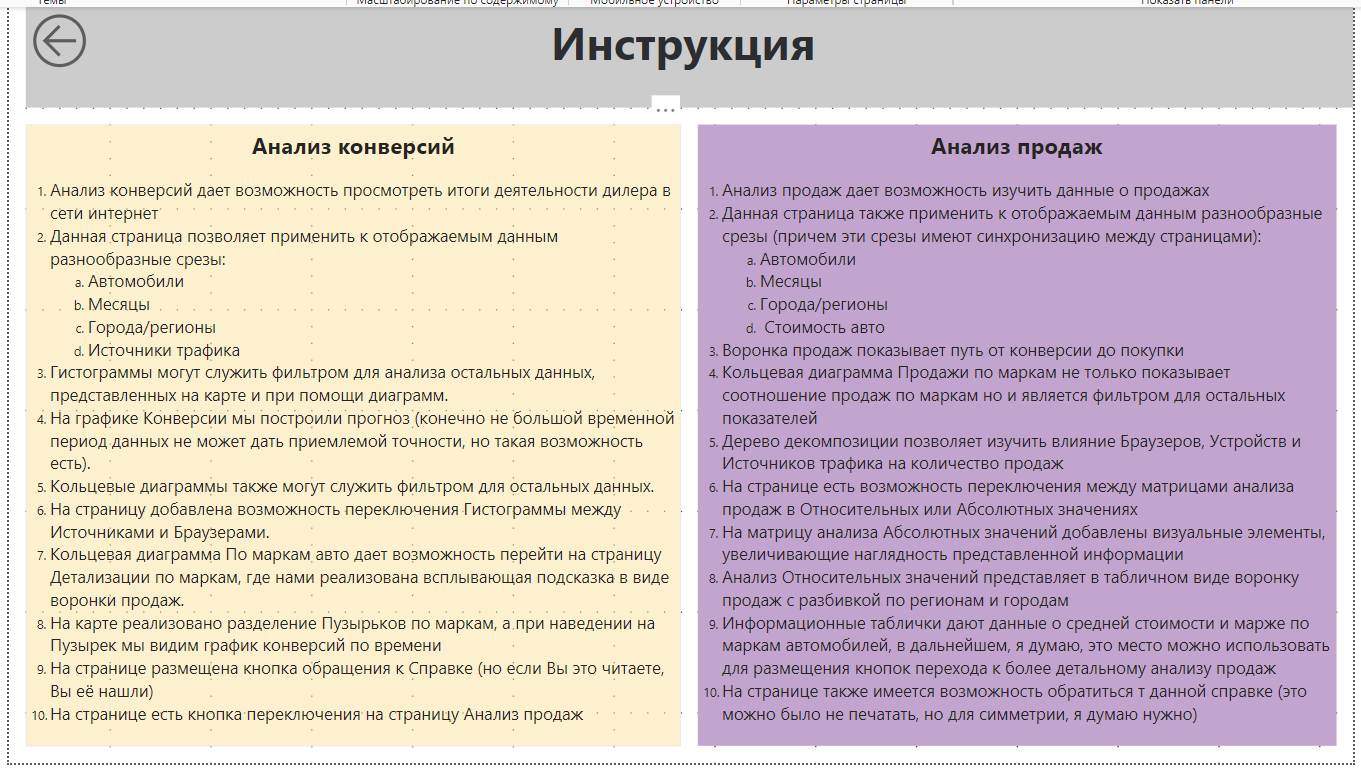 Темы Масштабирование по содержимому Мобильное устройство Параметры страницы Показать панели
Инструкция
...
Анализ конверсий
1. Анализ конверсий дает возможность просмотреть итоги деятельности дилера в
сети интернет
2. Данная страница позволяет применить к отображаемым данным
разнообразные срезы:
a. Автомобили
b. Месяцы
c. Города/регионы
d. Источники трафика
3. Гистограммы могут служить фильтром для анализа остальных данных,
представленных на карте и при помощи диаграмм.
4. На графике Конверсии мы построили прогноз (конечно не большой временной
период данных не может дать приемлемой точности, но такая возможность
есть).
5. Кольцевые диаграммы также могут служить фильтром для остальных данных.
6. На страницу добавлена возможность переключения Гистограммы между
Источниками и Браузерами.
7. Кольцевая диаграмма По маркам авто дает возможность перейти на страницу
Детализации по маркам, где нами реализована всплывающая подсказка в виде
воронки продаж.
8. На карте реализовано разделение Пузырьков по маркам, а при наведении на
Пузырек мы видим график конверсий по времени
9. На странице размещена кнопка обращения к Справке (но если Вы это читаете,
Вы её нашли)
10. На странице есть кнопка переключения на страницу Анализ продаж
Анализ продаж
1. Анализ продаж дает возможность изучить данные о продажах
2. Данная страница также применить к отображаемым данным разнообразные
срезы (причем эти срезы имеют синхронизацию между страницами):
a. Автомобили
b. Месяцы
c. Города/регионы
d. Стоимость авто
3. Воронка продаж показывает путь от конверсии до покупки
4. Кольцевая диаграмма Продажи по маркам не только показывает
соотношение продаж по маркам но и является фильтром для остальных
показателей
5. Дерево декомпозиции позволяет изучить влияние Браузеров, Устройств и
Источников трафика на количество продаж
6. На странице есть возможность переключения между матрицами анализа
продаж в Относительных или Абсолютных значениях
7. На матрицу анализа Абсолютных значений добавлены визуальные элементы,
увеличивающие наглядность представленной информации
8. Анализ Относительных значений представляет в табличном виде воронку
продаж с разбивкой по регионам и городам
9. Информационные таблички дают данные о средней стоимости и марже по
маркам автомобилей, в дальнейшем, я думаю, это место можно использовать
для размещения кнопок перехода к более детальному анализу продаж
10. На странице также имеется возможность обратиться т данной справке (это
можно было не печатать, но для симметрии, я думаю нужно)